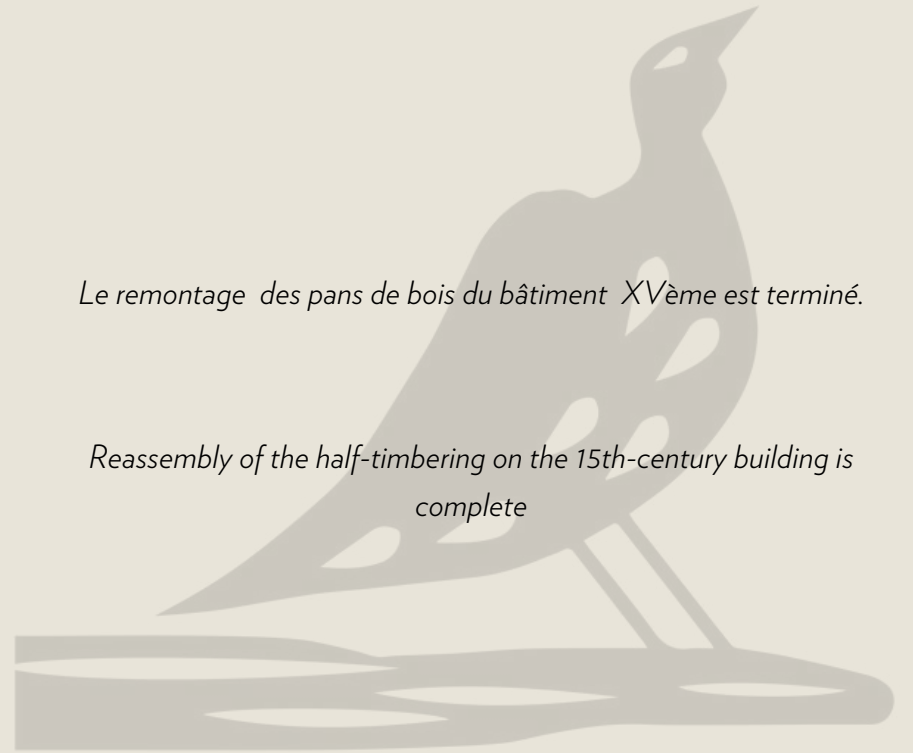 Le remontage des pans de bois du bâtiment XVème est terminé.
Reassembly of the half-timbering on the 15th-century building is
complete